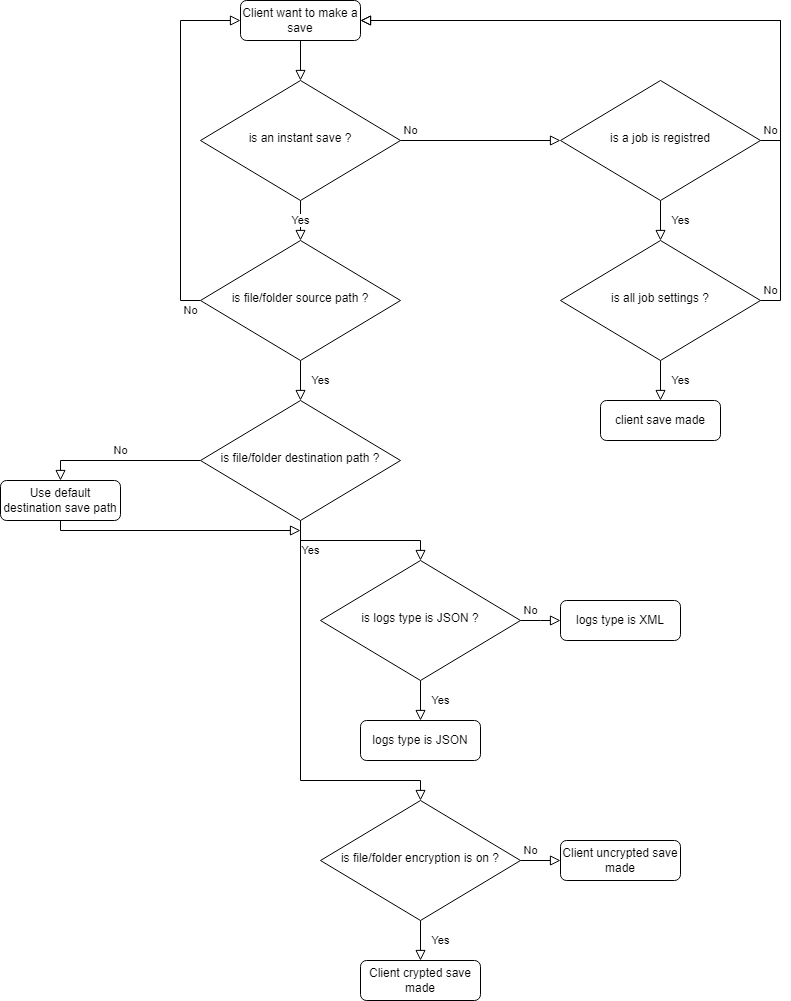 Client want to make a
save
is an instant save ?
No
is a job is registred
No
Yes
Yes
is file/folder source path ?
No
is all job settings ?
No
Yes
Yes
client save made
is file/folder destination path ?
No
Use default
destination save path
Yes
is logs type is JSON ?
No
logs type is XML
Yes
logs type is JSON
is file/folder encryption is on ?
No
Client uncrypted save
made
Yes
Client crypted save
made